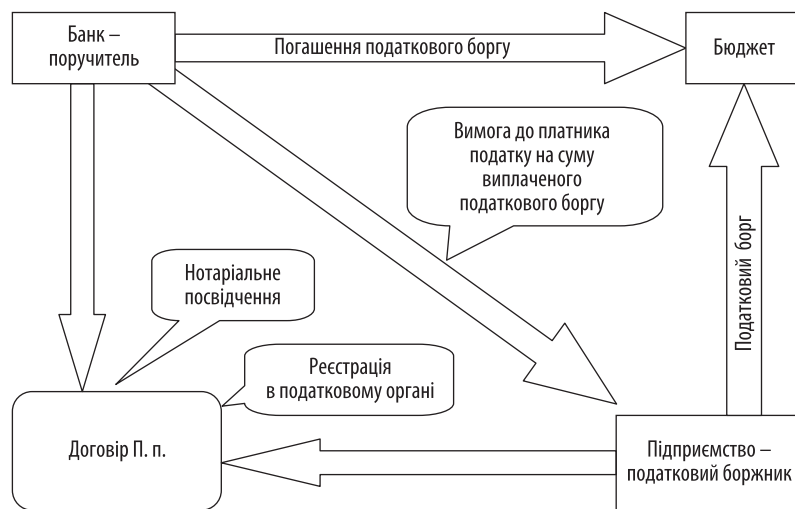 Банк –
поручитель
Погашення податкового боргу
Бюджет
Вимога до платника
податку на суму
виплаченого
податкового боргу
Податковий борг
Нотаріальне
посвідчення
Реєстрація
в податковому органі
Договір П. п.
Підприємство –
податковий боржник